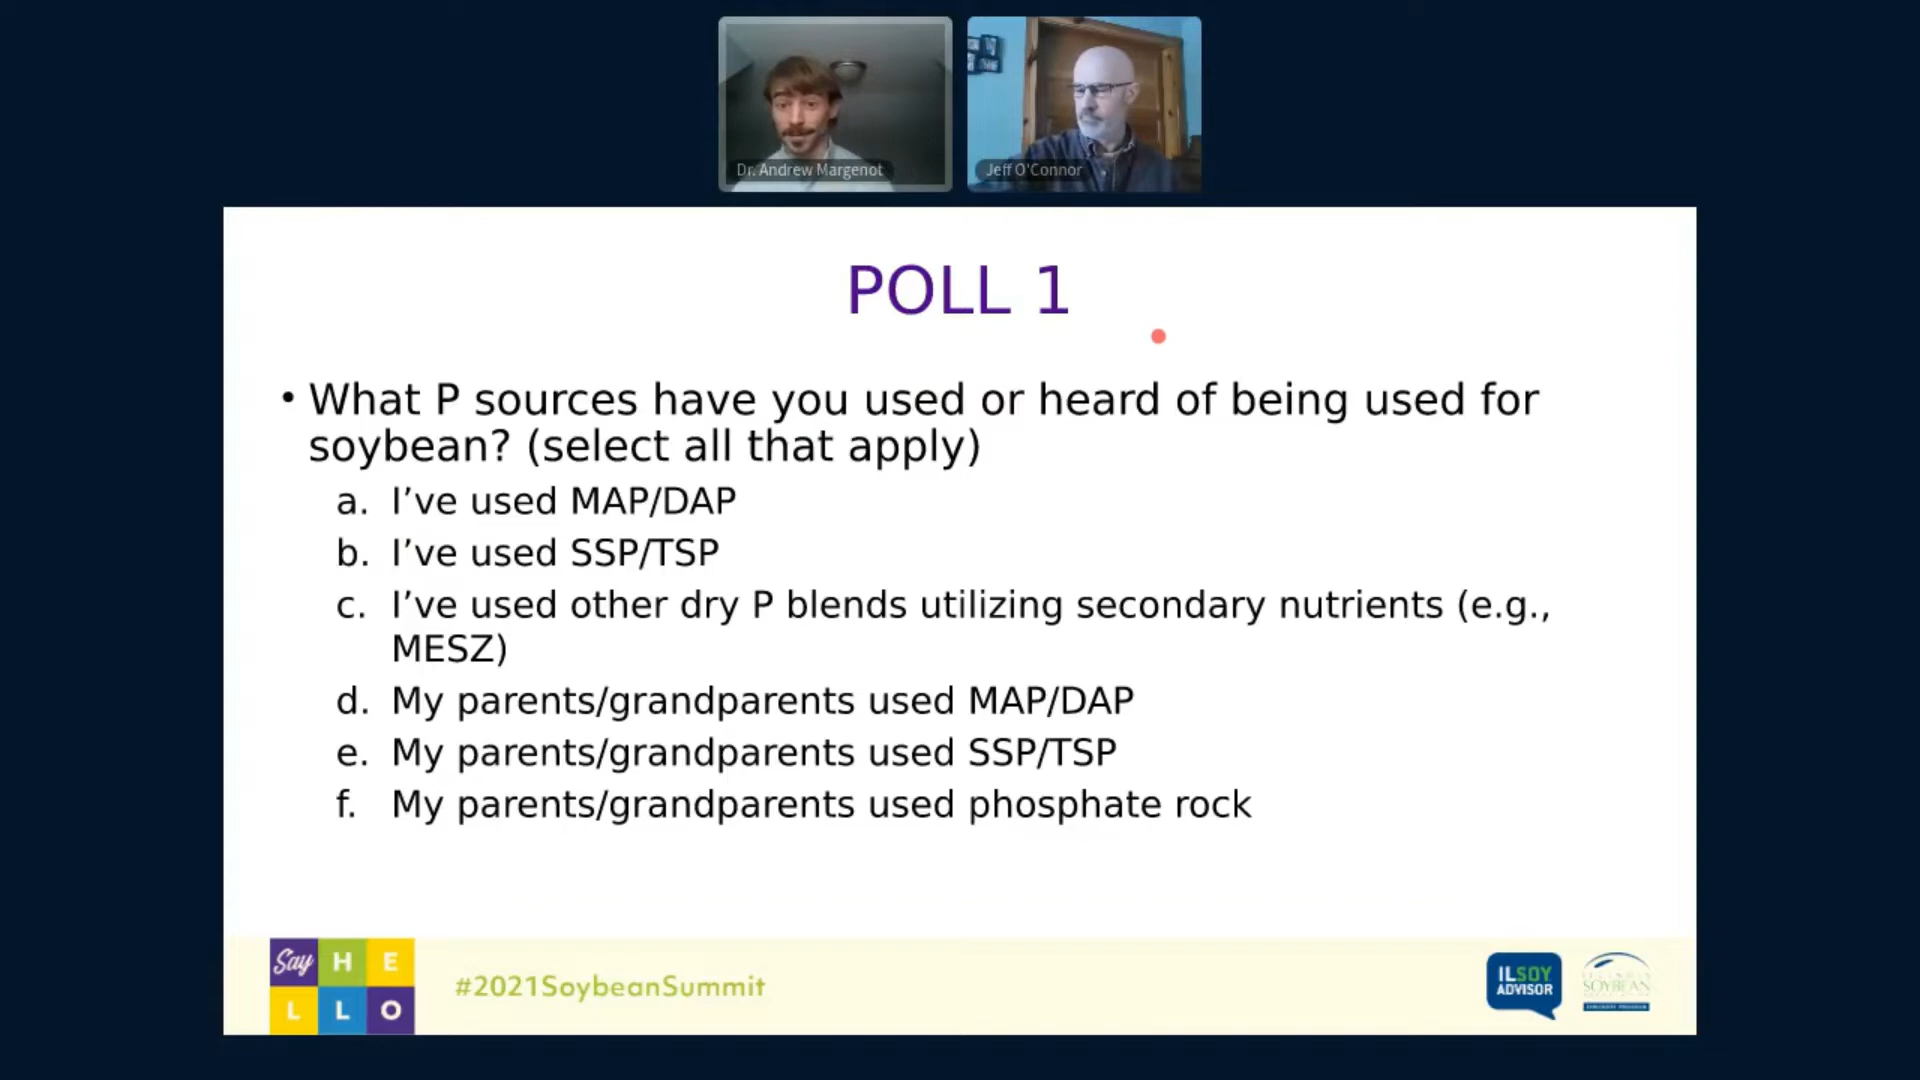 Dr. Andrew Margenot
Jeff O'Connor
POLL 1
• What P sources have you used or heard of being used for
soybean? (select all that apply)
a. I’ve used MAP/DAP
b. I’ve used SSP/TSP
c. I’ve used other dry P blends utilizing secondary nutrients (e.g.,
MESZ)
d. My parents/grandparents used MAP/DAP
e. My parents/grandparents used SSP/TSP
f. My parents/grandparents used phosphate rock
Say H E
L L O
#2021SoybeanSummit
ILSOY
ADVISOR
SOYBEAN